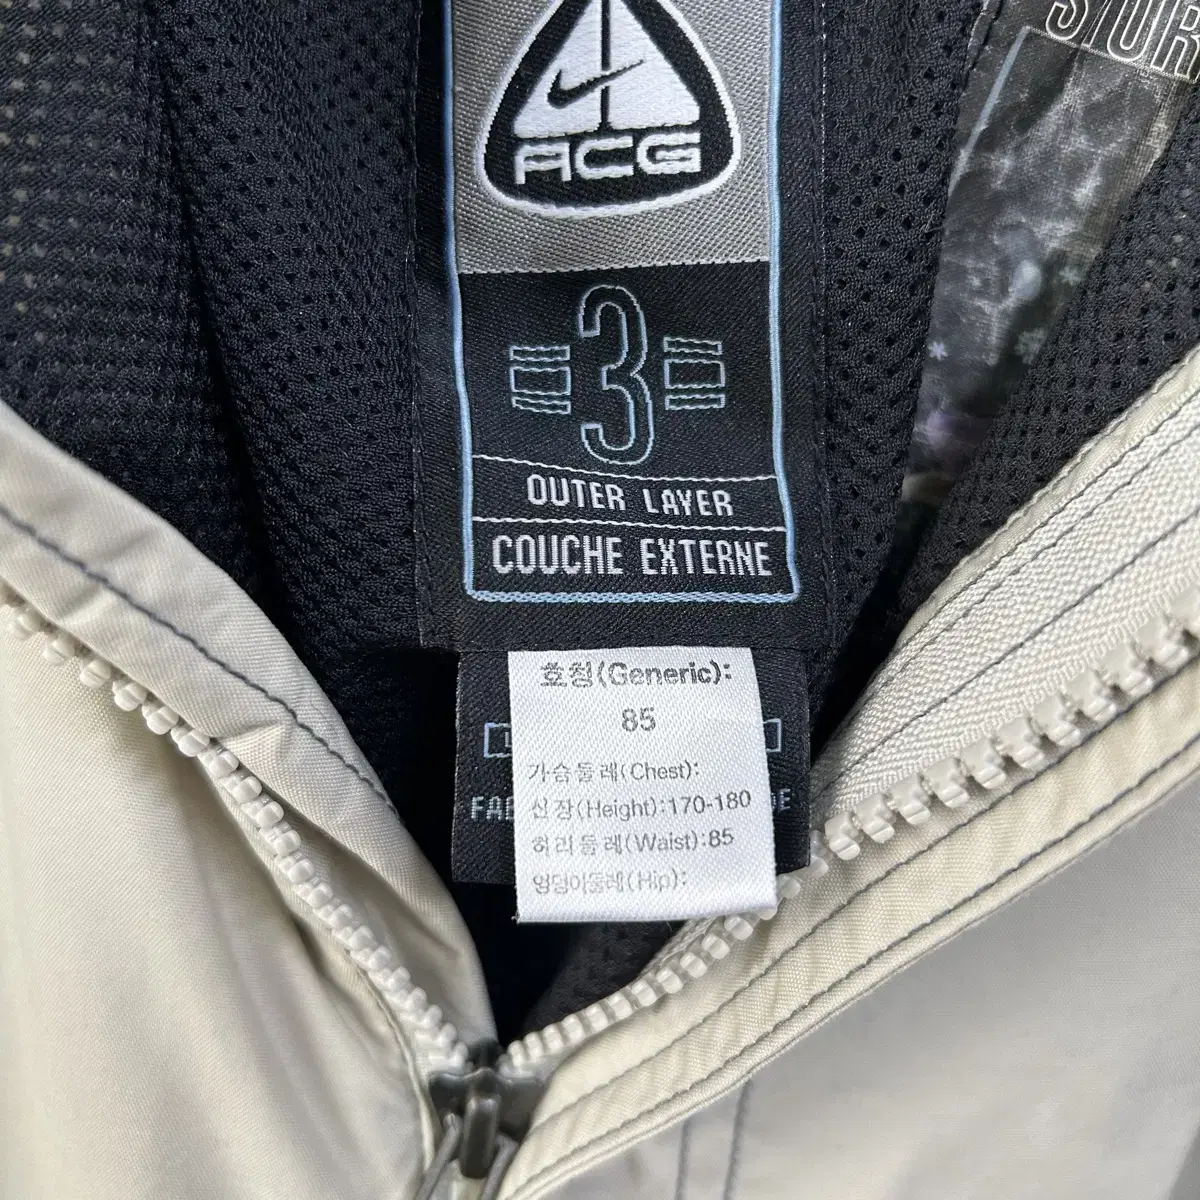 STOR
ACG
3
OUTER LAYER
COUCHE EXTERNE
호칭(Generic):
85
가슴둘레(Chest):
신장(Height):170-180
허리둘레(Waist):85
엉덩이둘레(Hip):